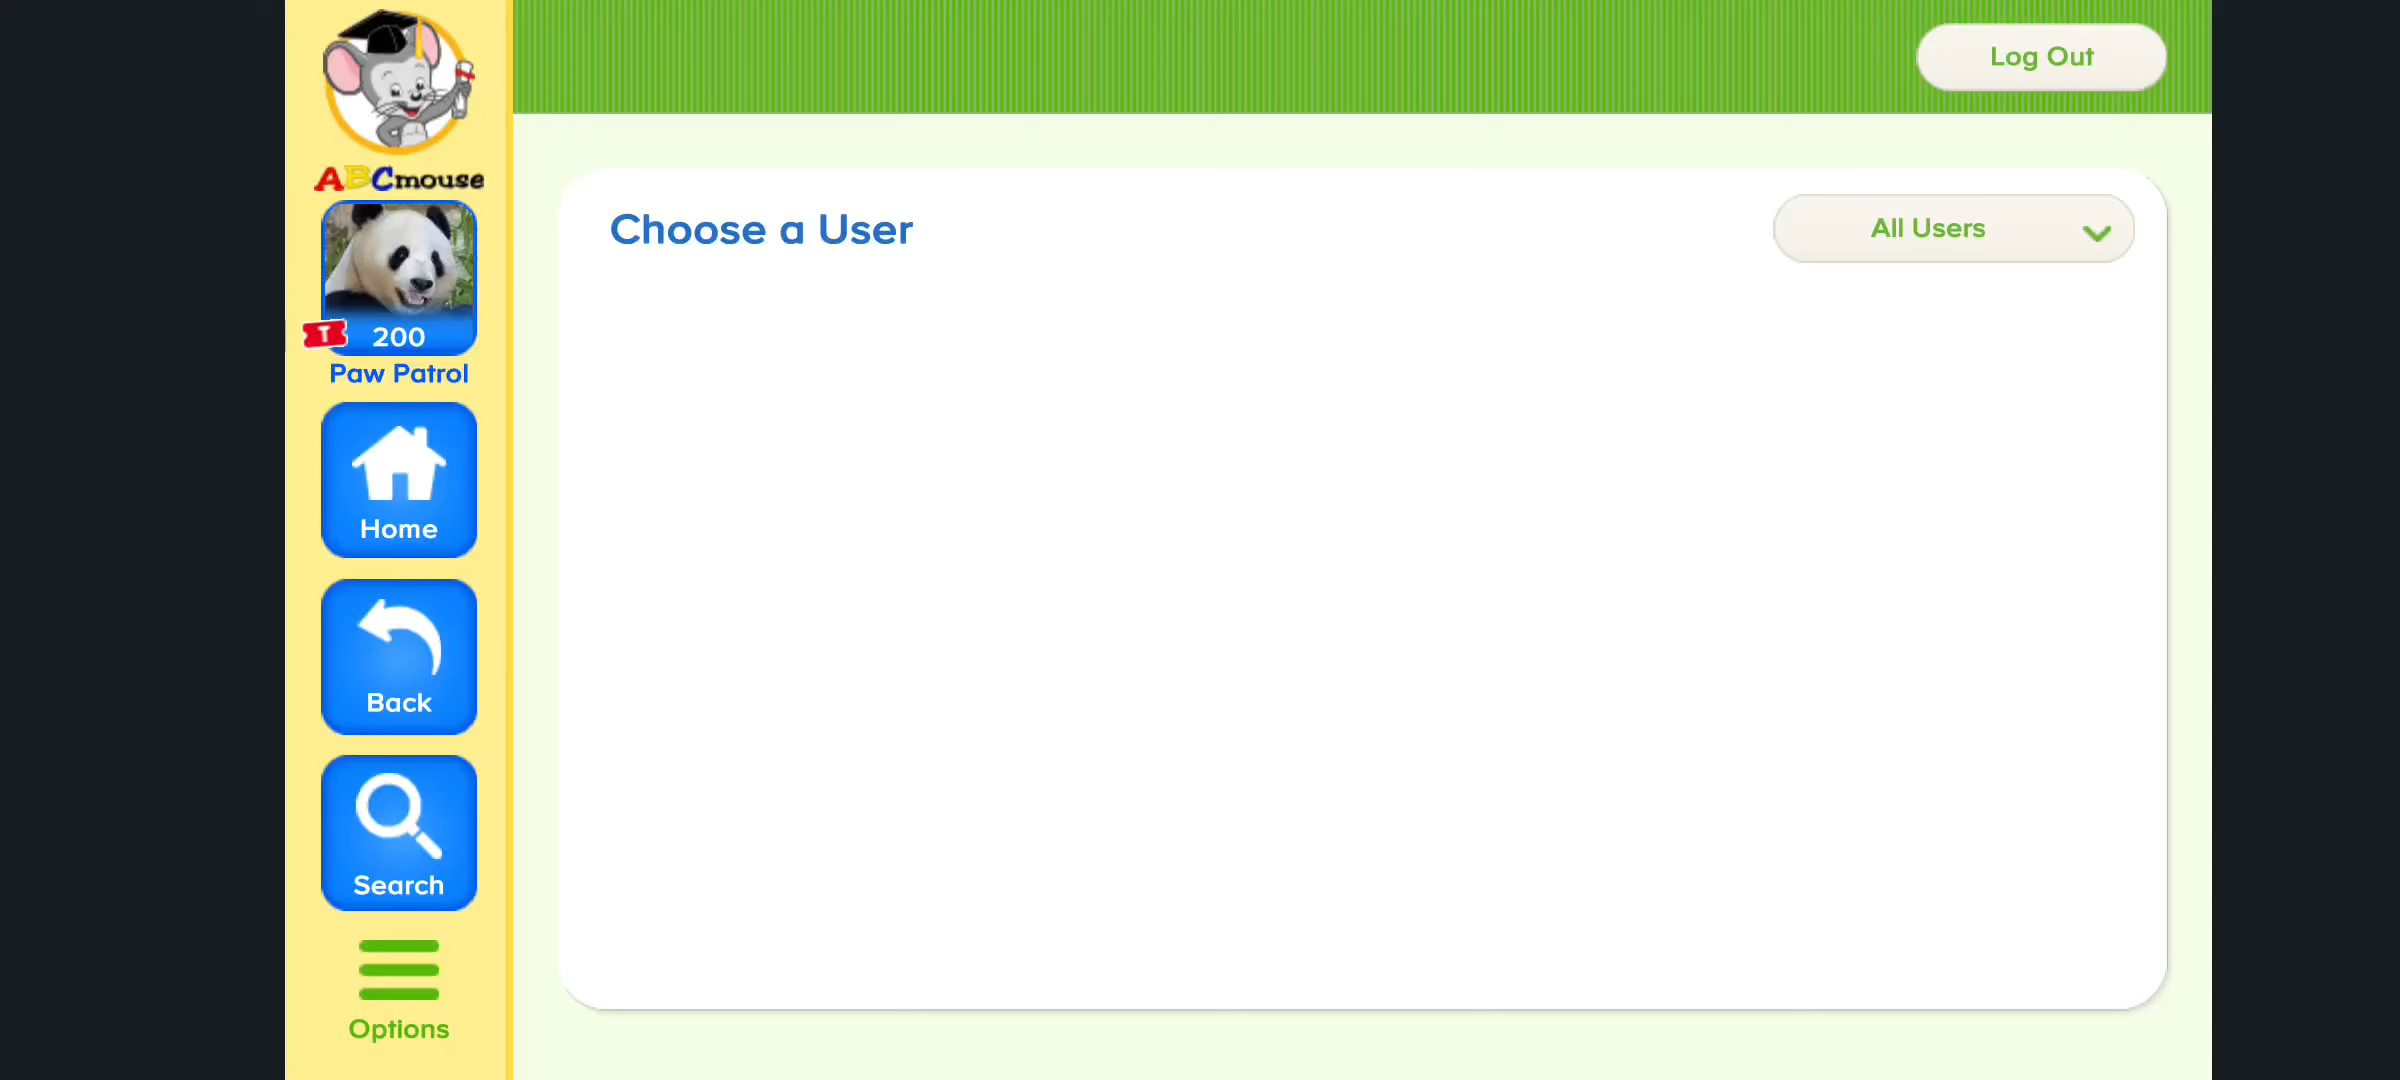 ABCmouse
T
200
Paw Patrol
Home
Back
Search
Options
Log Out
Choose a User
All Users